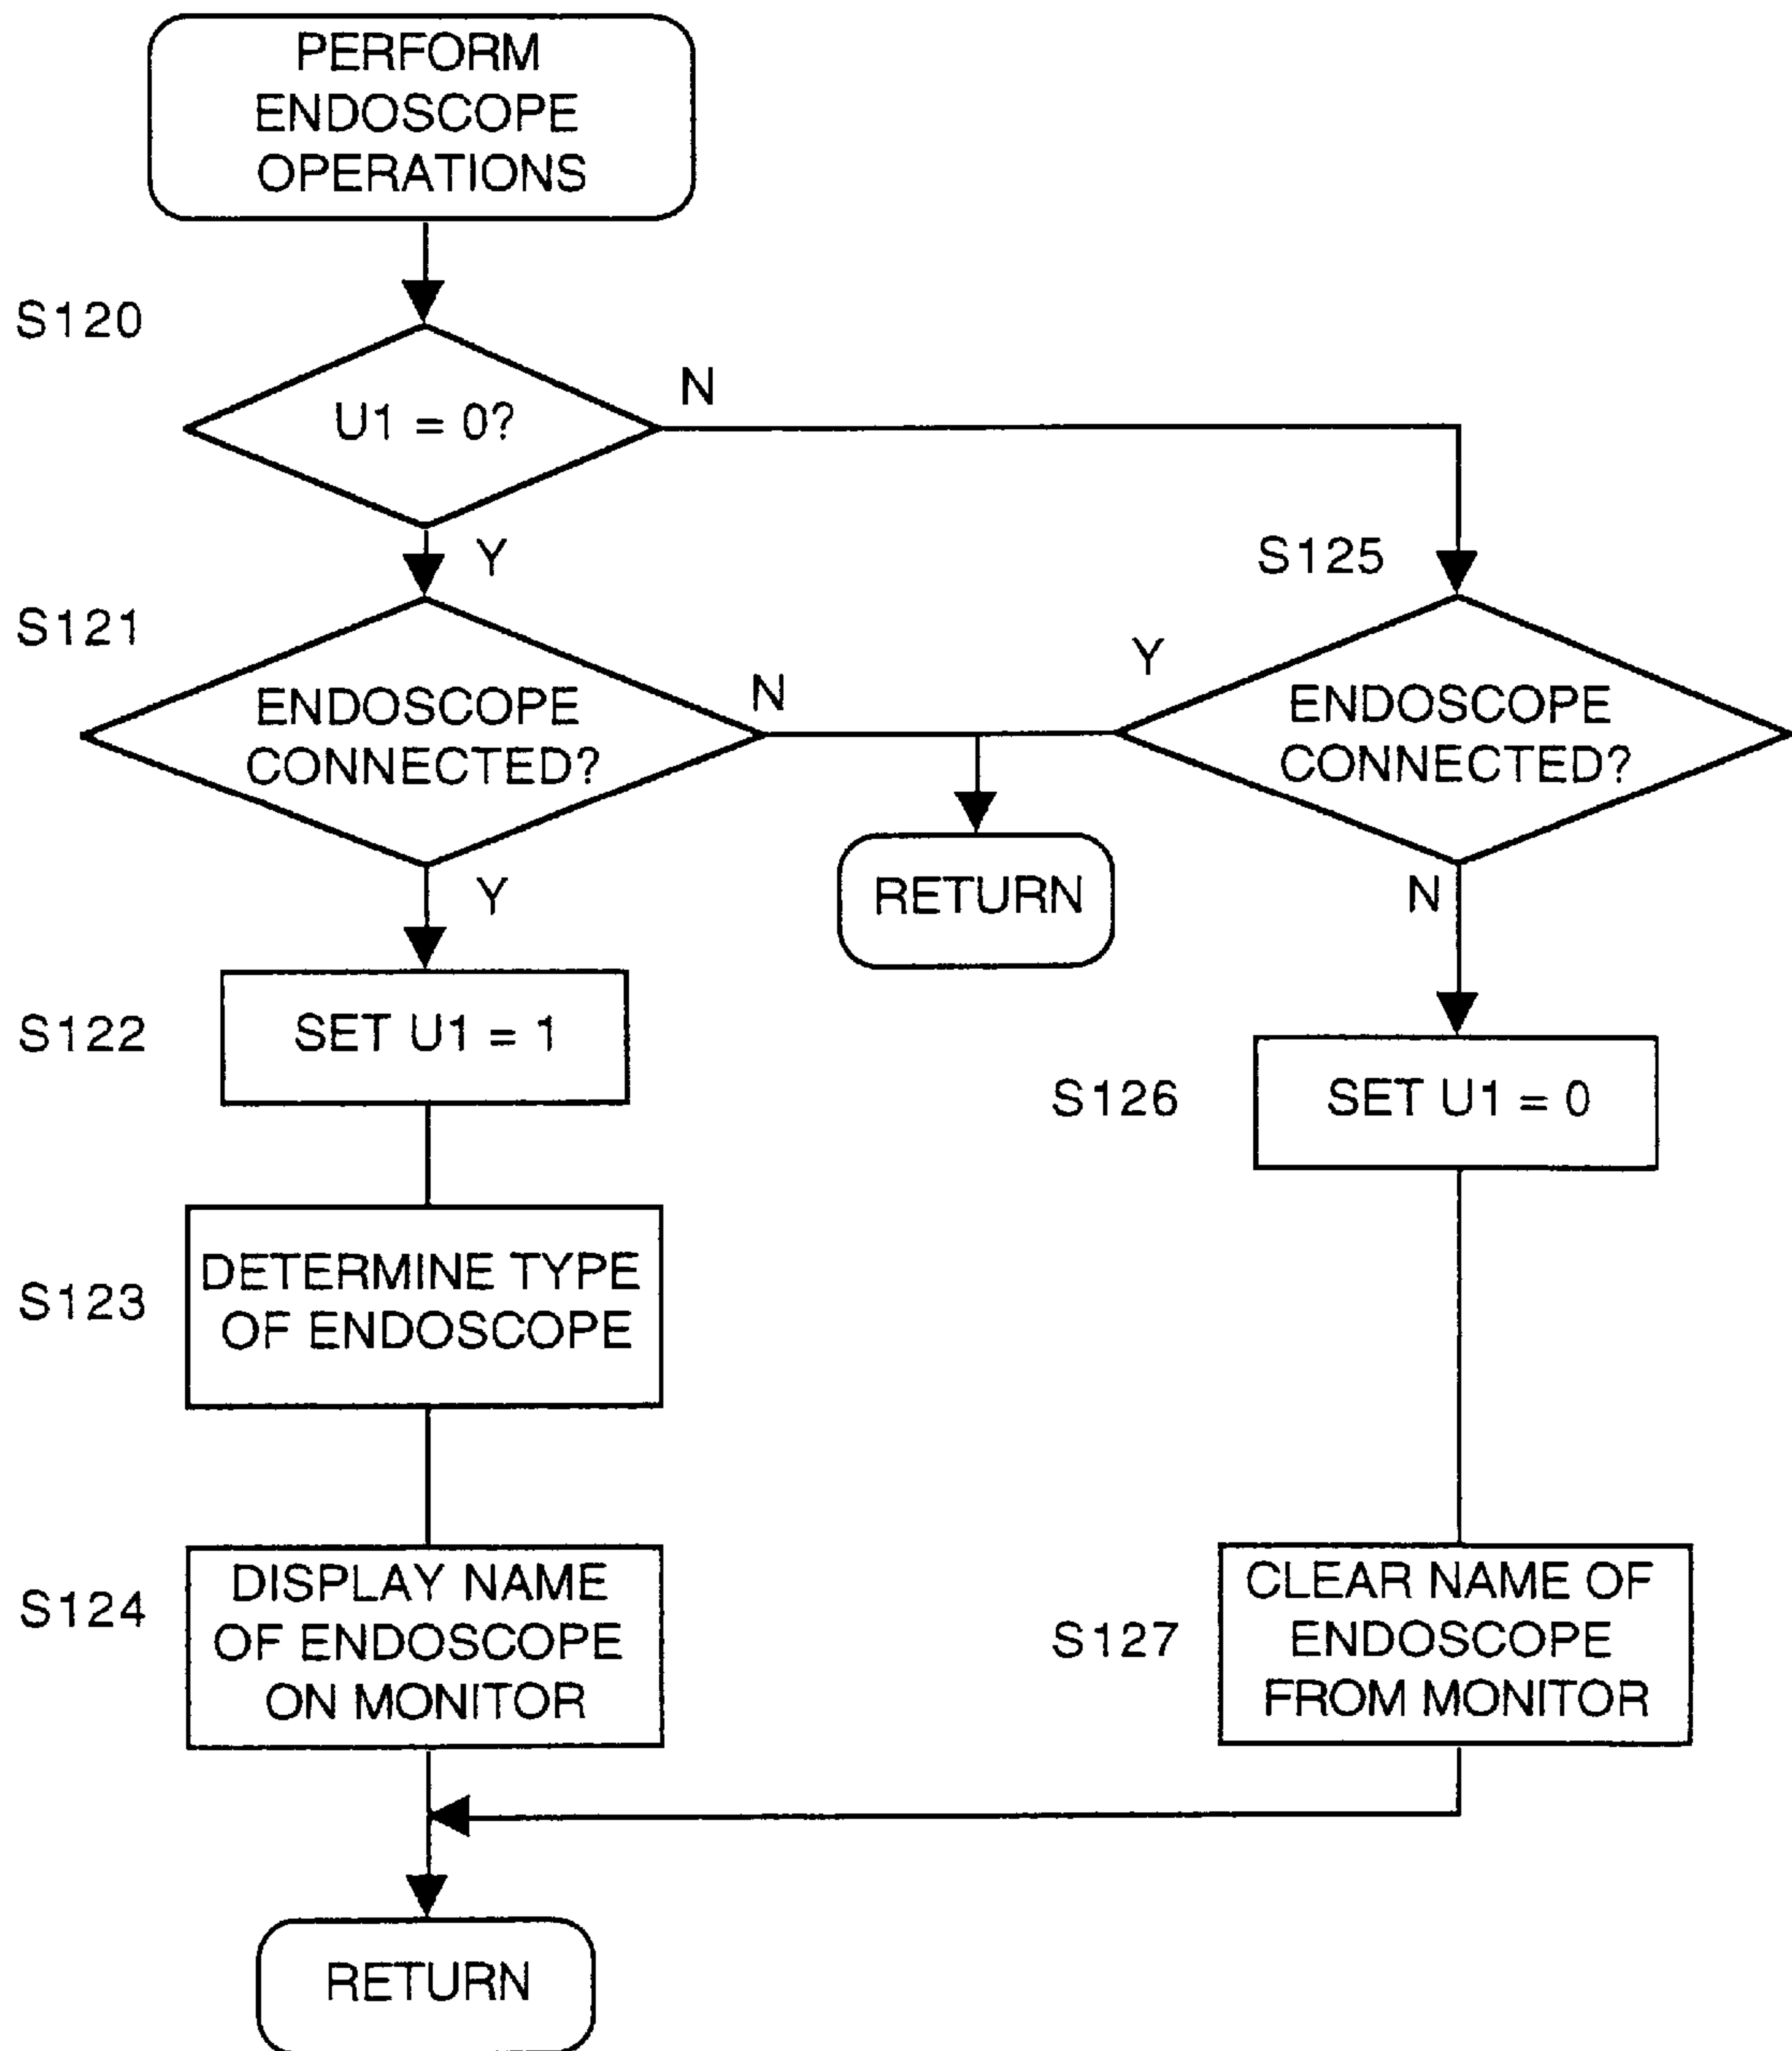 PERFORM
ENDOSCOPE
OPERATIONS
S120
U1 = 0?
N
Y
S121
ENDOSCOPE
CONNECTED?
N
Y
S125
Y
ENDOSCOPE
CONNECTED?
N
RETURN
S122
SET U1 = 1
S126
SET U1 = 0
S123
DETERMINE TYPE
OF ENDOSCOPE
S124
DISPLAY NAME
OF ENDOSCOPE
ON MONITOR
S127
CLEAR NAME OF
ENDOSCOPE
FROM MONITOR
RETURN